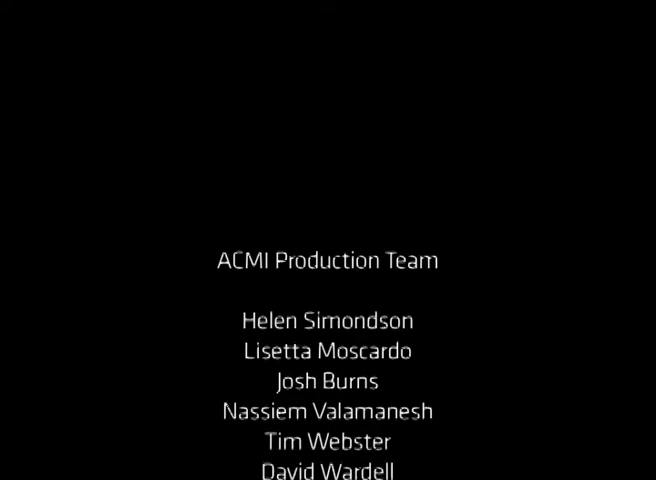 ACMI Production Team
Helen Simondson
Lisetta Moscardo
Josh Burns
Nassiem Valamanesh
Tim Webster
David Wardell